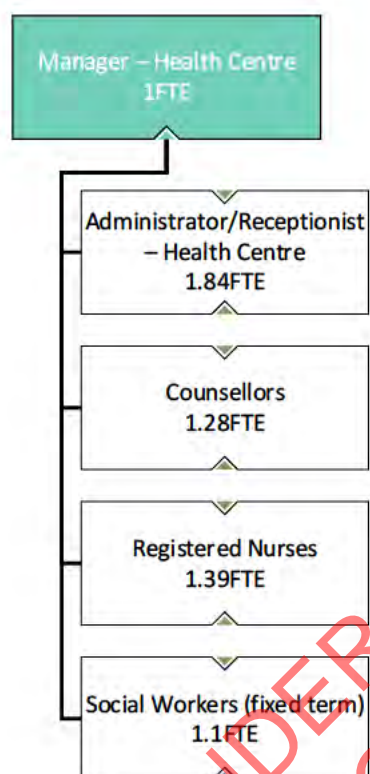 Manager – Health Centre
1FTE
Administrator/Receptionist
– Health Centre
1.84FTE
Counsellors
1.28FTE
Registered Nurses
1.39FTE
Social Workers (fixed term)
1.1FTE